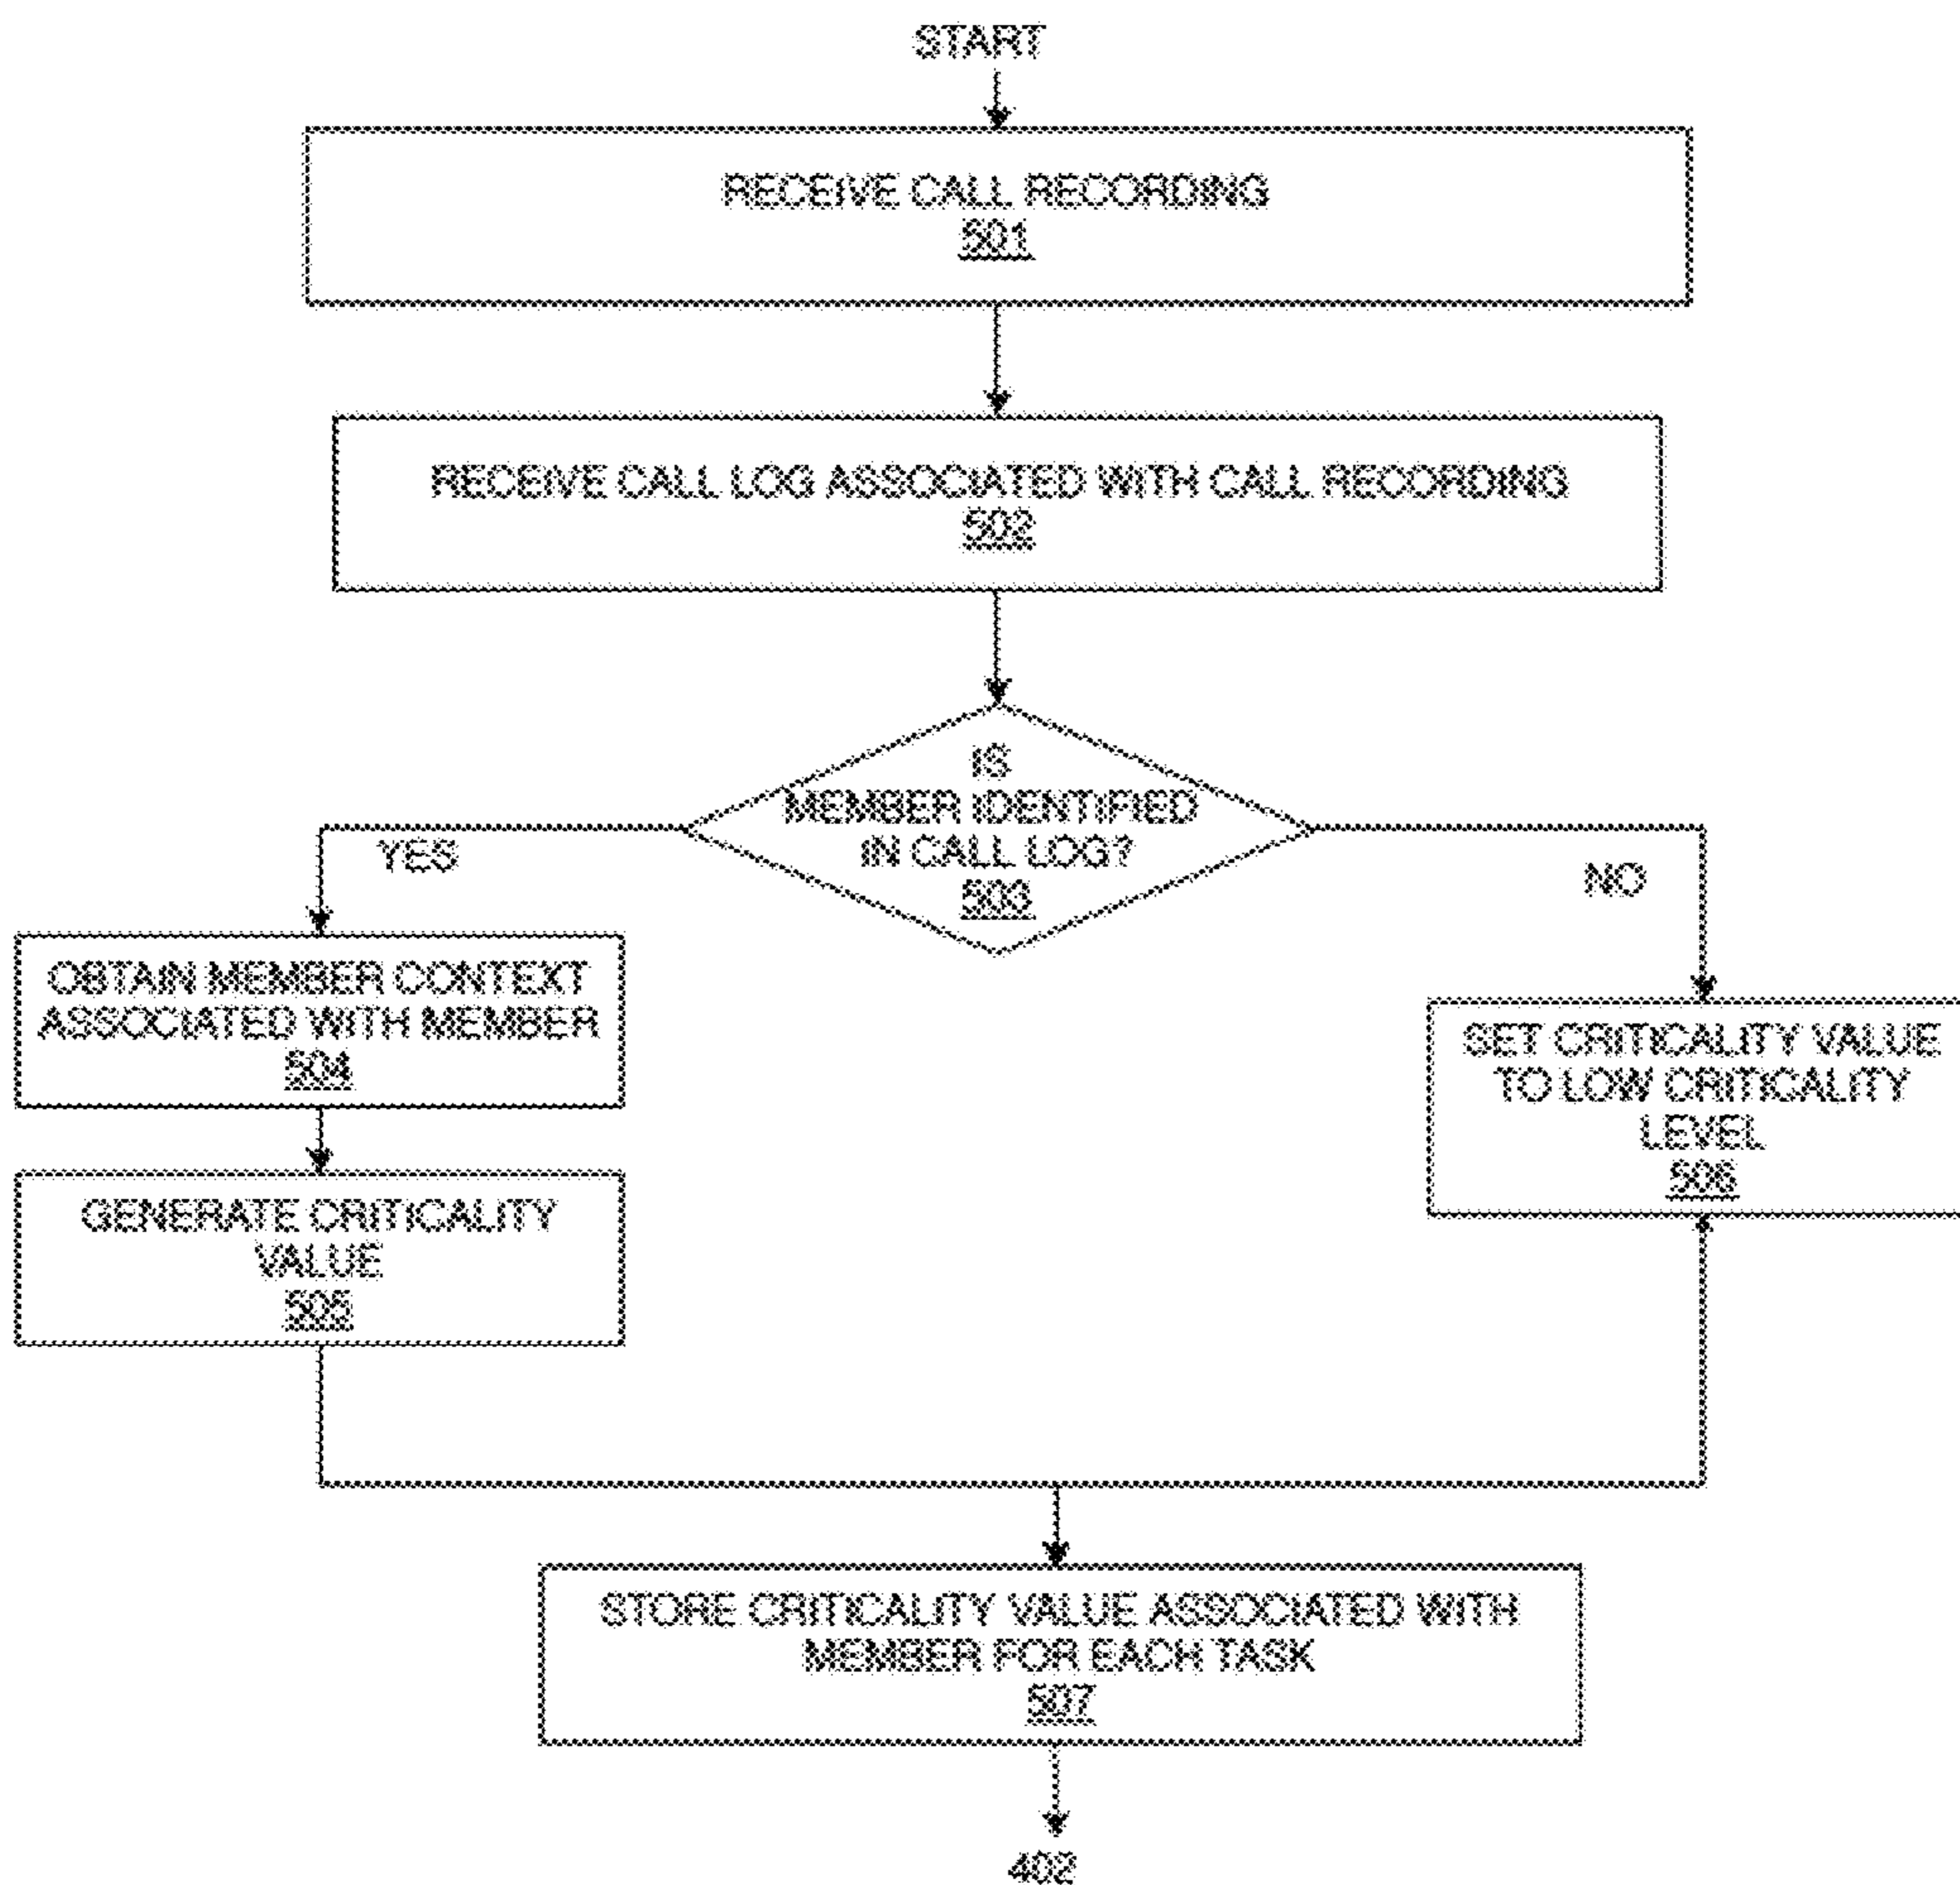 START
RECEIVE CALL RECORDING
501
RECEIVE CALL LOG ASSOCIATED WITH CALL RECORDING
502
IS
MEMBER IDENTIFIED
IN CALL LOG?
503
YES
NO
OBTAIN MEMBER CONTEXT
ASSOCIATED WITH MEMBER
504
SET CRITICALITY VALUE
TO LOW CRITICALITY
LEVEL
506
GENERATE CRITICALITY
VALUE
505
STORE CRITICALITY VALUE ASSOCIATED WITH
MEMBER FOR EACH TASK
507
402